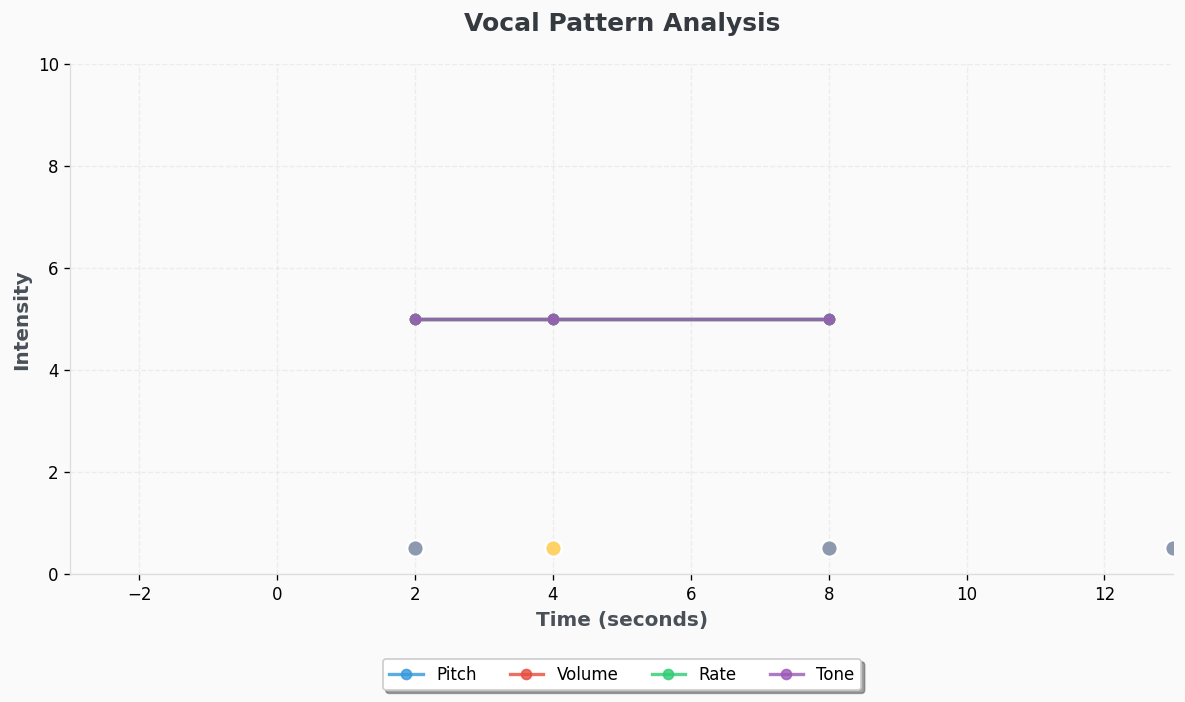 Vocal Pattern Analysis
10
8
6
4
2
0
Intensity
−2 0 2 4 6 8 10 12
Time (seconds)
Pitch Volume Rate Tone